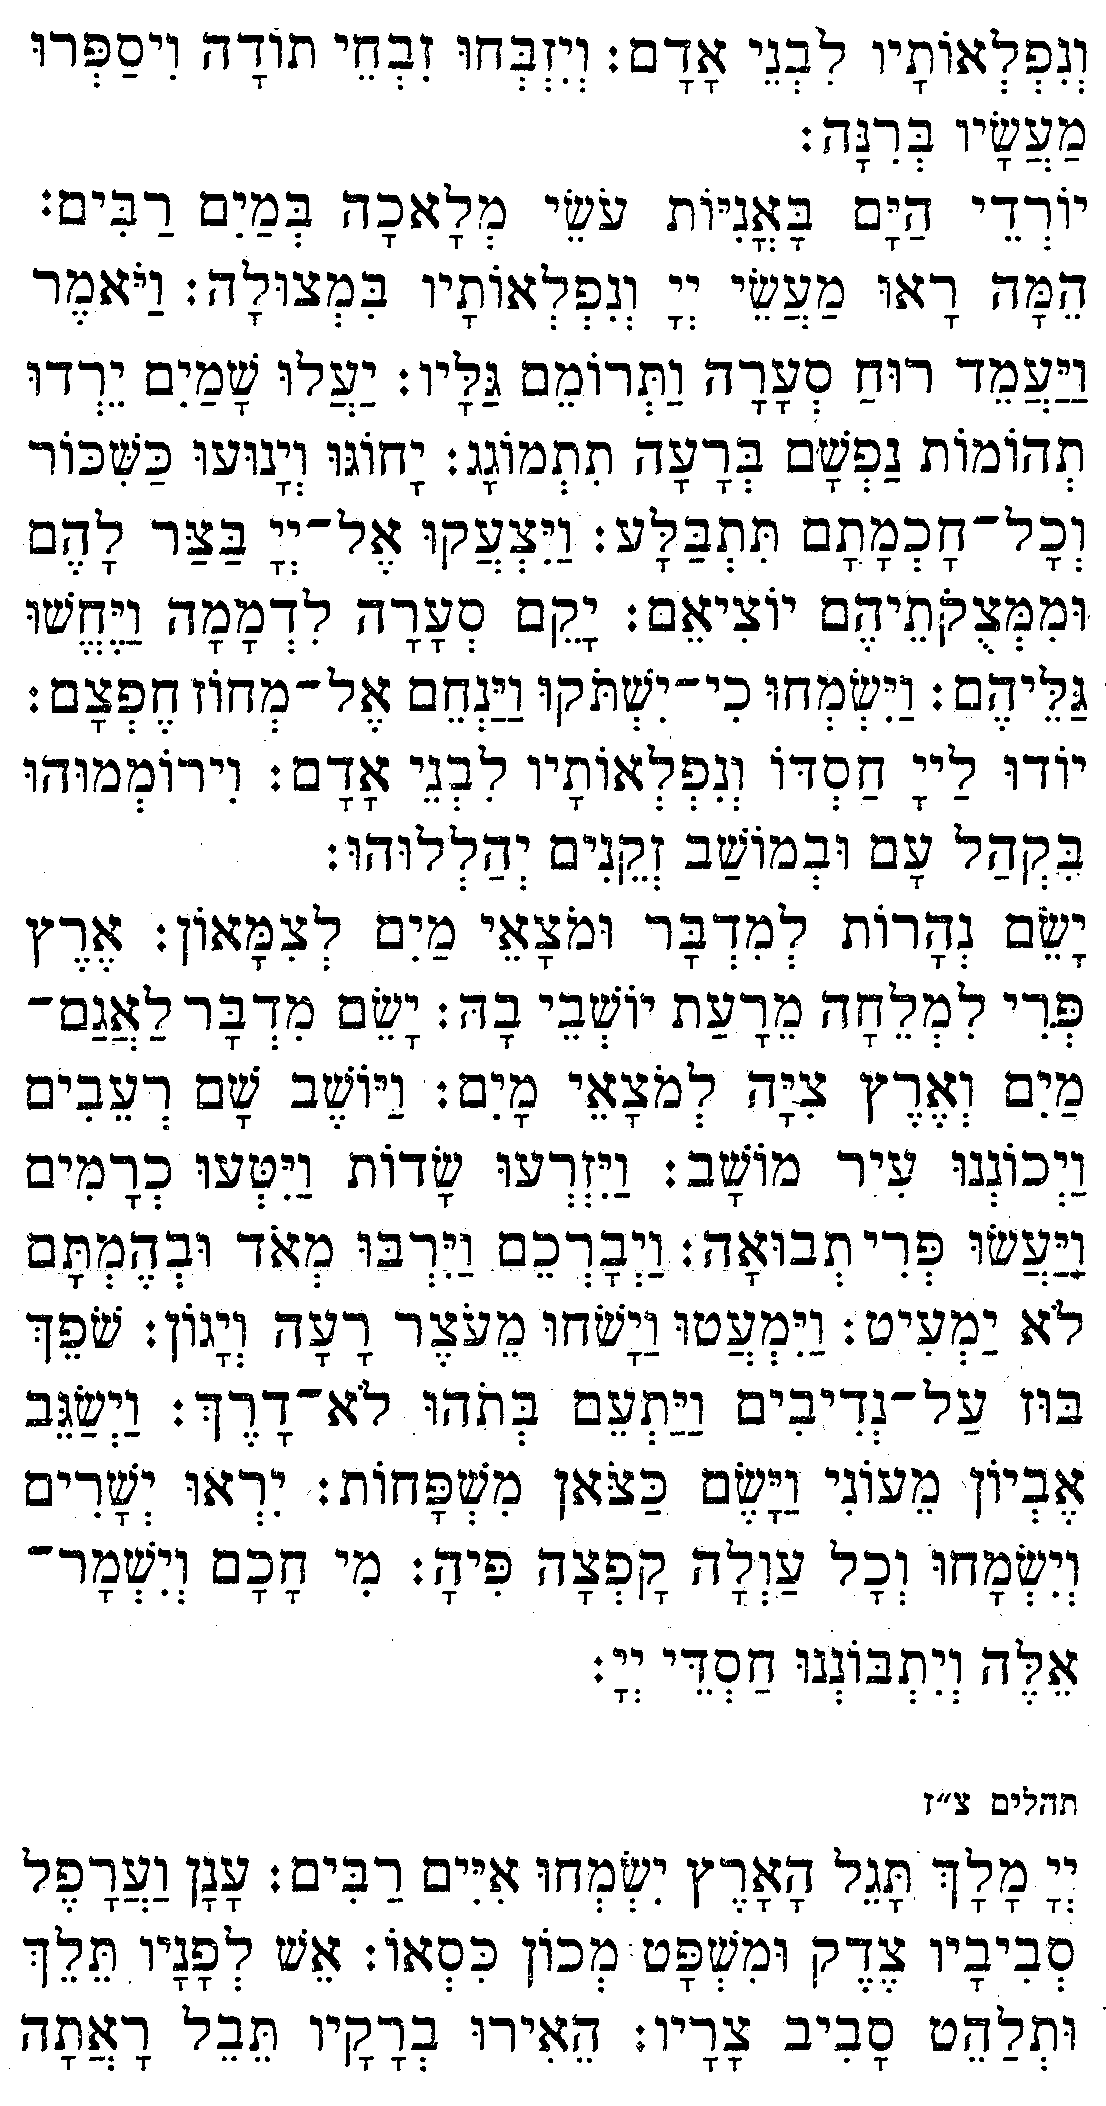 וְנִפְלְאוֹתָיו לִבְנֵי אָדָם: וְיִזְבְּחוּ זִבְחֵי תוֹדָה וִיסַפְּרוּ
מַעֲשָׂיו בְּרִנָּה:
יוֹרְדֵי הַיָּם בָּאֳנִיּוֹת עֹשֵׂי מְלָאכָה בְּמַיִם רַבִּים:
הֵמָּה רָאוּ מַעֲשֵׂי יְיָ וְנִפְלְאוֹתָיו בִּמְצוּלָה: וַיֹּאמֶר
וַיַּעֲמֵד רוּחַ סְעָרָה וַתְּרוֹמֵם גַּלָּיו: יַעֲלוּ שָׁמַיִם יֵרְדוּ
תְהוֹמוֹת נַפְשָׁם בְּרָעָה תִתְמוֹגָג: יָחוֹגּוּ וְיָנוּעוּ כַּשִּׁכּוֹר
וְכָל־חָכְמָתָם תִּתְבַּלָּע: וַיִּצְעֲקוּ אֶל־יְיָ בַּצַּר לָהֶם
וּמִמְּצֻקֹתֵיהֶם יוֹצִיאֵם: יָקֵם סְעָרָה לִדְמָמָה וַיֶּחֱשׁוּ
גַּלֵּיהֶם: וַיִּשְׂמְחוּ כִי־יִשְׁתֹּקוּ וַיַּנְחֵם אֶל־מְחוֹז חֶפְצָם:
יוֹדוּ לַייָ חַסְדּוֹ וְנִפְלְאוֹתָיו לִבְנֵי אָדָם: וִירוֹמְמוּהוּ
בִּקְהַל עָם וּבְמוֹשַׁב זְקֵנִים יְהַלְלוּהוּ:
יָשֵׂם נְהָרוֹת לְמִדְבָּר וּמֹצָאֵי מַיִם לְצִמָּאוֹן: אֶרֶץ
פְּרִי לִמְלֵחָה מֵרָעַת יוֹשְׁבֵי בָהּ: יָשֵׂם מִדְבָּר לַאֲגַם־
מַיִם וְאֶרֶץ צִיָּה לְמֹצָאֵי מָיִם: וַיּוֹשֶׁב שָׁם רְעֵבִים
וַיְכוֹנְנוּ עִיר מוֹשָׁב: וַיִּזְרְעוּ שָׂדוֹת וַיִּטְּעוּ כְרָמִים
וַיַּעֲשׂוּ פְּרִי תְבוּאָה: וַיְבָרְכֵם וַיִּרְבּוּ מְאֹד וּבְהֶמְתָּם
לֹא יַמְעִיט: וַיִּמְעֲטוּ וַיָּשֹׁחוּ מֵעֹצֶר רָעָה וְיָגוֹן: שֹׁפֵךְ
בּוּז עַל־נְדִיבִים וַיַּתְעֵם בְּתֹהוּ לֹא־דָרֶךְ: וַיְשַׂגֵּב
אֶבְיוֹן מֵעוֹנִי וַיָּשֶׂם כַּצֹּאן מִשְׁפָּחוֹת: יִרְאוּ יְשָׁרִים
וְיִשְׂמָחוּ וְכָל עַוְלָה קָפְצָה פִּיהָ: מִי חָכָם וְיִשְׁמָר־
אֵלֶּה וְיִתְבּוֹנְנוּ חַסְדֵי יְיָ:
תהלים צ״ז
יְיָ מָלָךְ תָּגֵל הָאָרֶץ יִשְׂמְחוּ אִיִּים רַבִּים: עָנָן וַעֲרָפֶל
סְבִיבָיו צֶדֶק וּמִשְׁפָּט מְכוֹן כִּסְאוֹ: אֵשׁ לְפָנָיו תֵּלֵךְ
וּתְלַהֵט סָבִיב צָרָיו: הֵאִירוּ בְרָקָיו תֵּבֵל רָאֲתָה